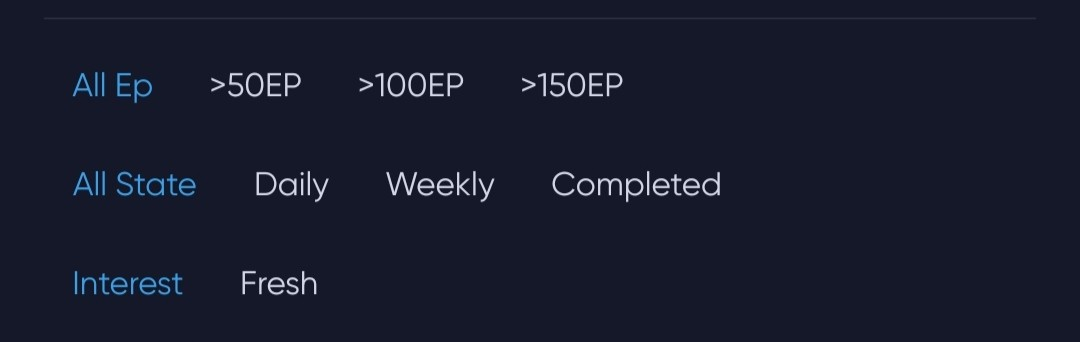 All Ep >50EP >100EP >150EP
All State Daily Weekly Completed
Interest Fresh